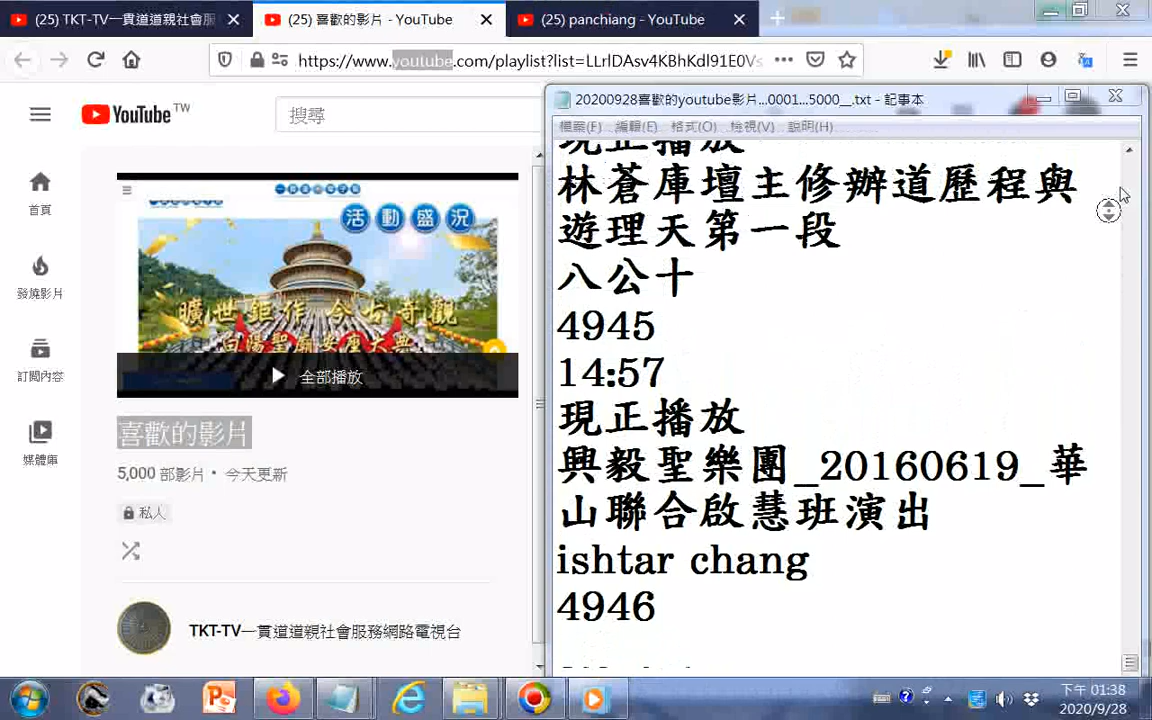 (25) TKT-TV一貫道道親社會服
(25) 喜歡的影片 - YouTube
(25) panchiang - YouTube
https://www.youtube.com/playlist?list=LLrlDAsv4KBhKdl91E0Vs
YouTube TW
搜尋
首頁
發燒影片
訂閱內容
媒體庫
活動盛況
曠世鉅作 今古奇觀
全部播放
喜歡的影片
5,000 部影片・今天更新
私人
TKT-TV一貫道道親社會服務網路電視台
20200928喜歡的youtube影片...0001...5000__.txt - 記事本
檔案(F) 編輯(E) 格式(O) 檢視(V) 說明(H)
現正播放
林蒼庫壇主修辦道歷程與
遊理天第一段
八公十
4945
14:57
現正播放
興毅聖樂團_20160619_華
山聯合啟慧班演出
ishtar chang
4946
下午 01:38
2020/9/28